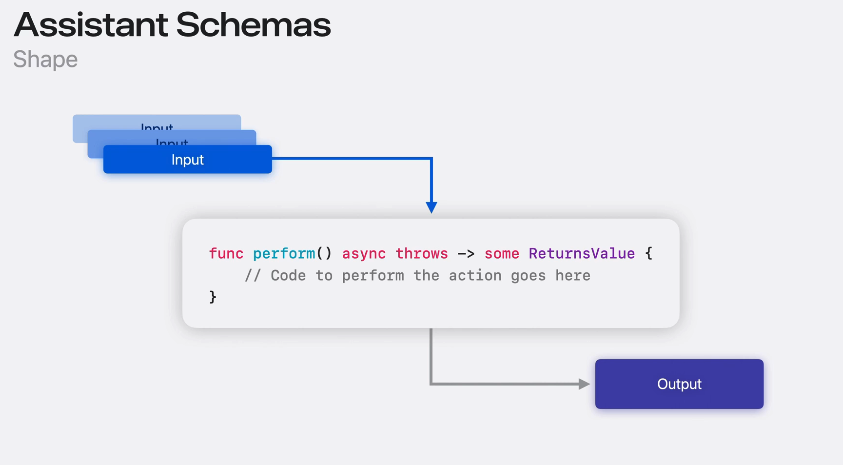 Assistant Schemas
Shape
Input
Input
Input
func perform() async throws -> some ReturnsValue {
    // Code to perform the action goes here
}
Output